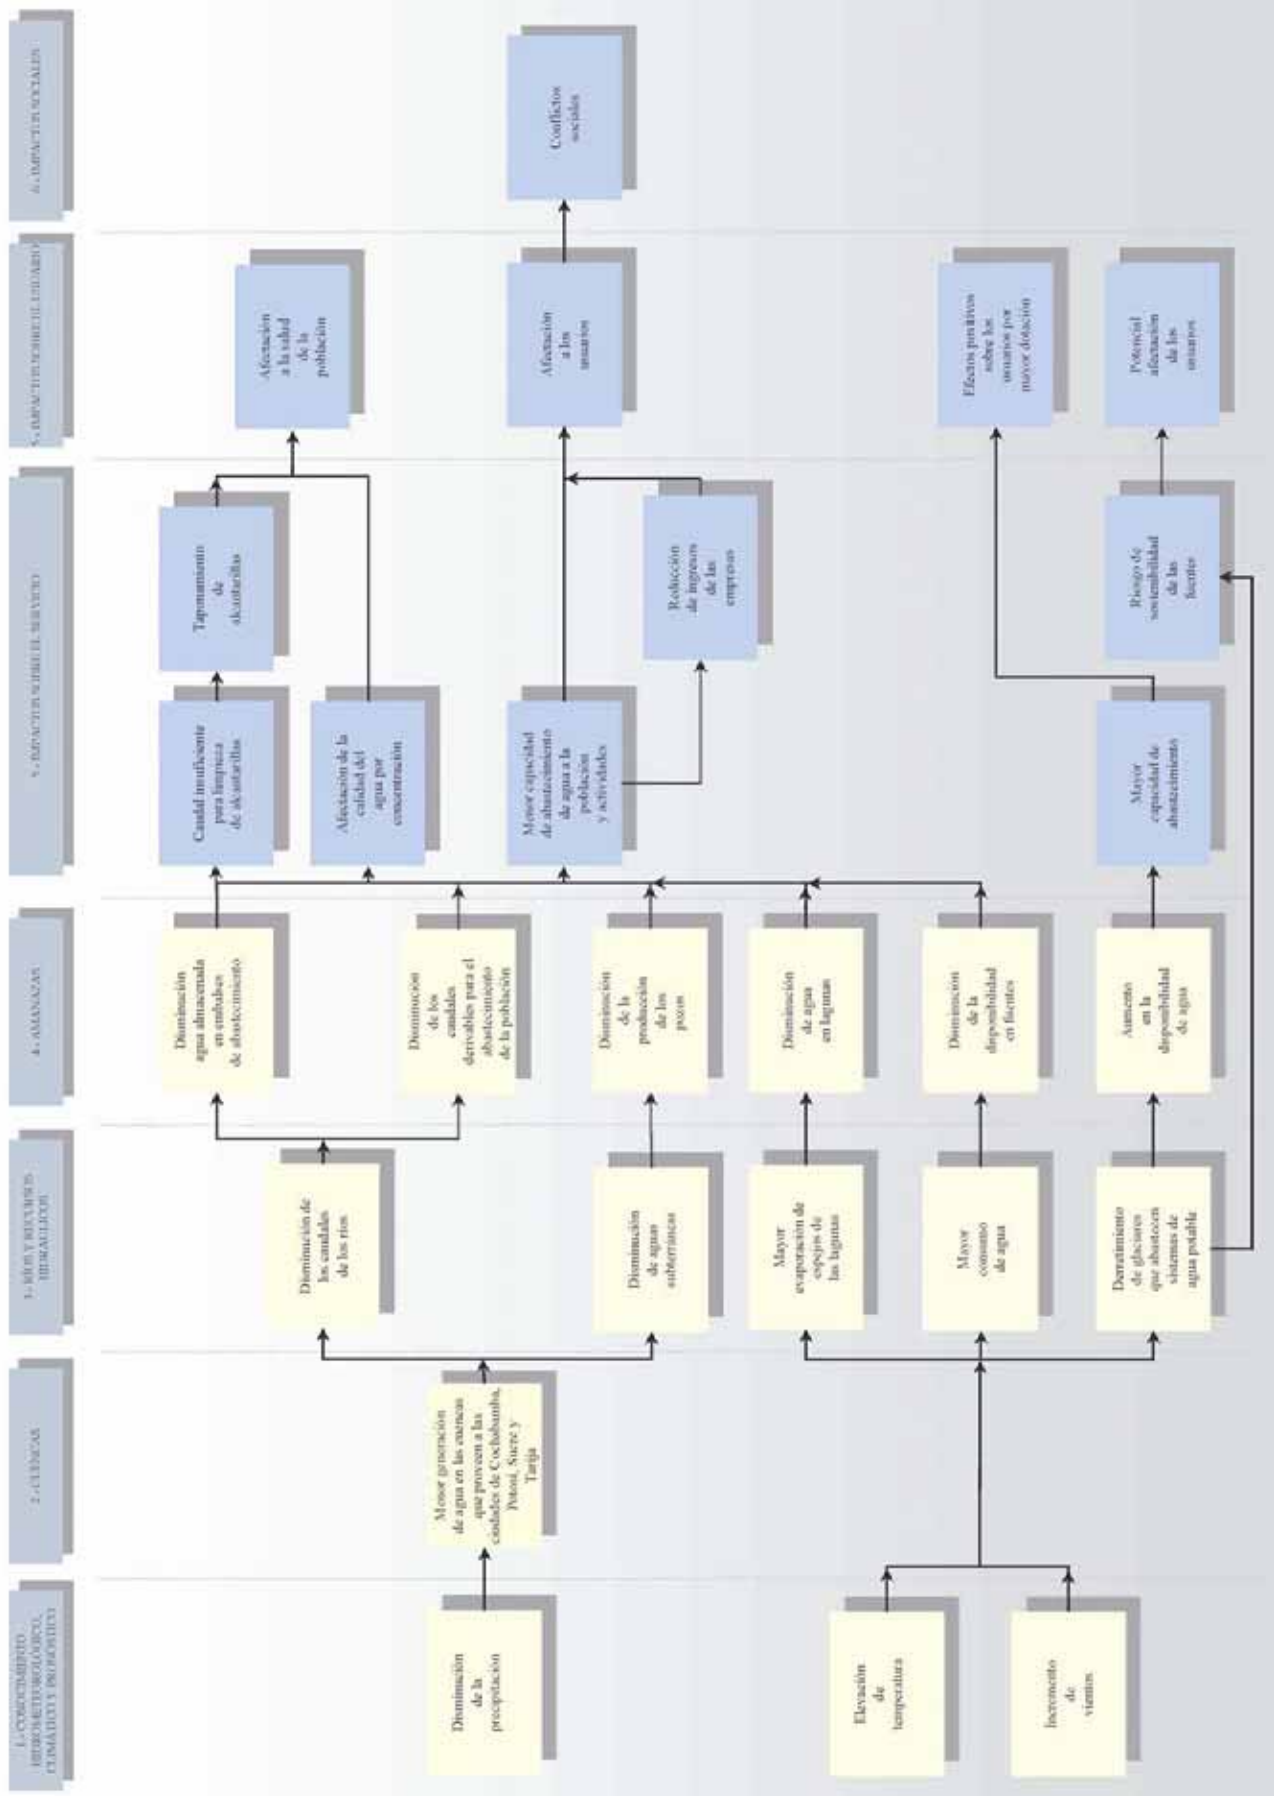 1.- CONOCIMIENTO
HIDROMETEOROLÓGICO,
CLIMÁTICO Y PRONÓSTICO
2.- CUENCAS
3.- RÍOS Y RECURSOS
HIDRAULICOS
4.- AMANAZAS
5.- IMPACTOS SOBRE EL SERVICIO
5.- IMPACTOS SOBRE EL USUARIO
6.- IMPACTOS SOCIALES
Disminución
de la
precipitación
Elevación
de
temperatura
Incremento
de
vientos
Menor generación
de agua en las cuencas
que proveen a las
ciudades de Cochabamba,
Potosí, Sucre y
Tarija
Disminución de
los caudales
de los ríos
Disminución
de aguas
subterráneas
Mayor
evaporación de
espejos de
las lagunas
Mayor
consumo
de agua
Derretimiento
de glaciares
que abastecen
sistemas de
agua potable
Disminución
agua almacenada
en embalses
de abastecimiento
Disminución
de los
caudales
derivables para el
abastecimiento
de la población
Disminución
de la
producción
de los
pozos
Disminución
de agua
en lagunas
Disminución
de la
disponibilidad
en fuentes
Aumento
en la
disponibilidad
de agua
Caudal insuficiente
para limpieza
de alcantarillas
Afectación de la
calidad del
agua por
concentración
Menor capacidad
de abastecimiento
de agua a la
población
y actividades
Mayor
capacidad de
abastecimiento
Taponamiento
de
alcantarillas
Reducción
de ingresos
de las
empresas
Riesgo de
sostenibilidad
de las
fuentes
Afectación
a la salud
de la
población
Afectación
a los
usuarios
Efectos positivos
sobre los
usuarios por
mayor dotación
Potencial
afectación
de los
usuarios
Conflictos
sociales